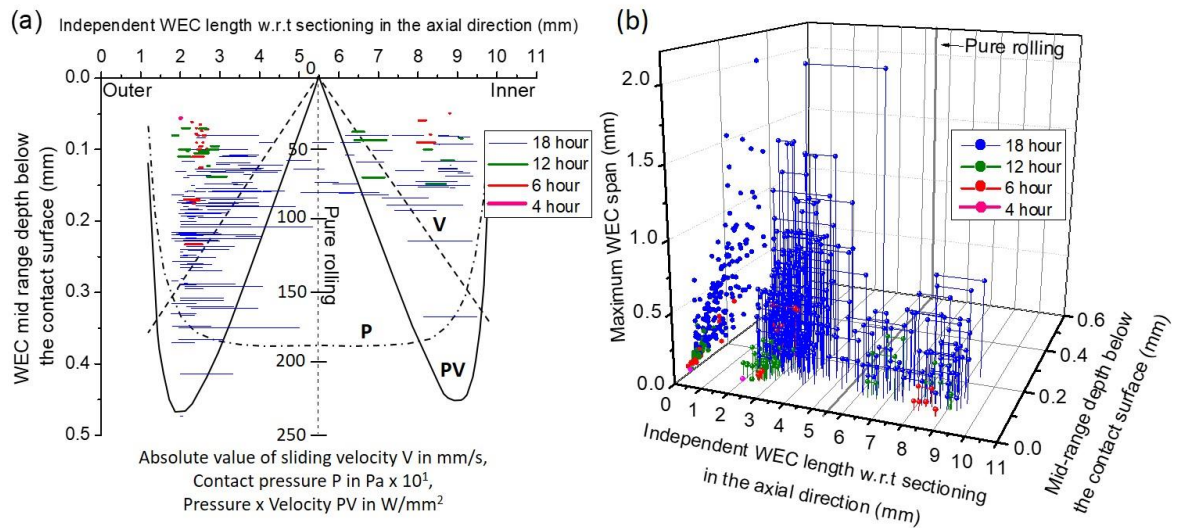 (a)
Independent WEC length w.r.t sectioning in the axial direction (mm)
0 1 2 3 4 5 6 7 8 9 10 11
0
0.0
Outer
Inner
0.1
0.2
0.3
0.4
0.5
WEC mid range depth below
the contact surface (mm)
50
100
150
200
250
Pure rolling
18 hour
12 hour
6 hour
4 hour
V
P
PV
Absolute value of sliding velocity V in mm/s,
Contact pressure P in Pa x 10¹,
Pressure x Velocity PV in W/mm²
(b)
Pure rolling
18 hour
12 hour
6 hour
4 hour
Maximum WEC span (mm)
2.0
1.5
1.0
0.5
0.0
0 1 2 3 4 5 6 7 8 9 10 11
Independent WEC length w.r.t sectioning
in the axial direction (mm)
0.6
0.4
0.2
0.0
Mid-range depth below
the contact surface (mm)